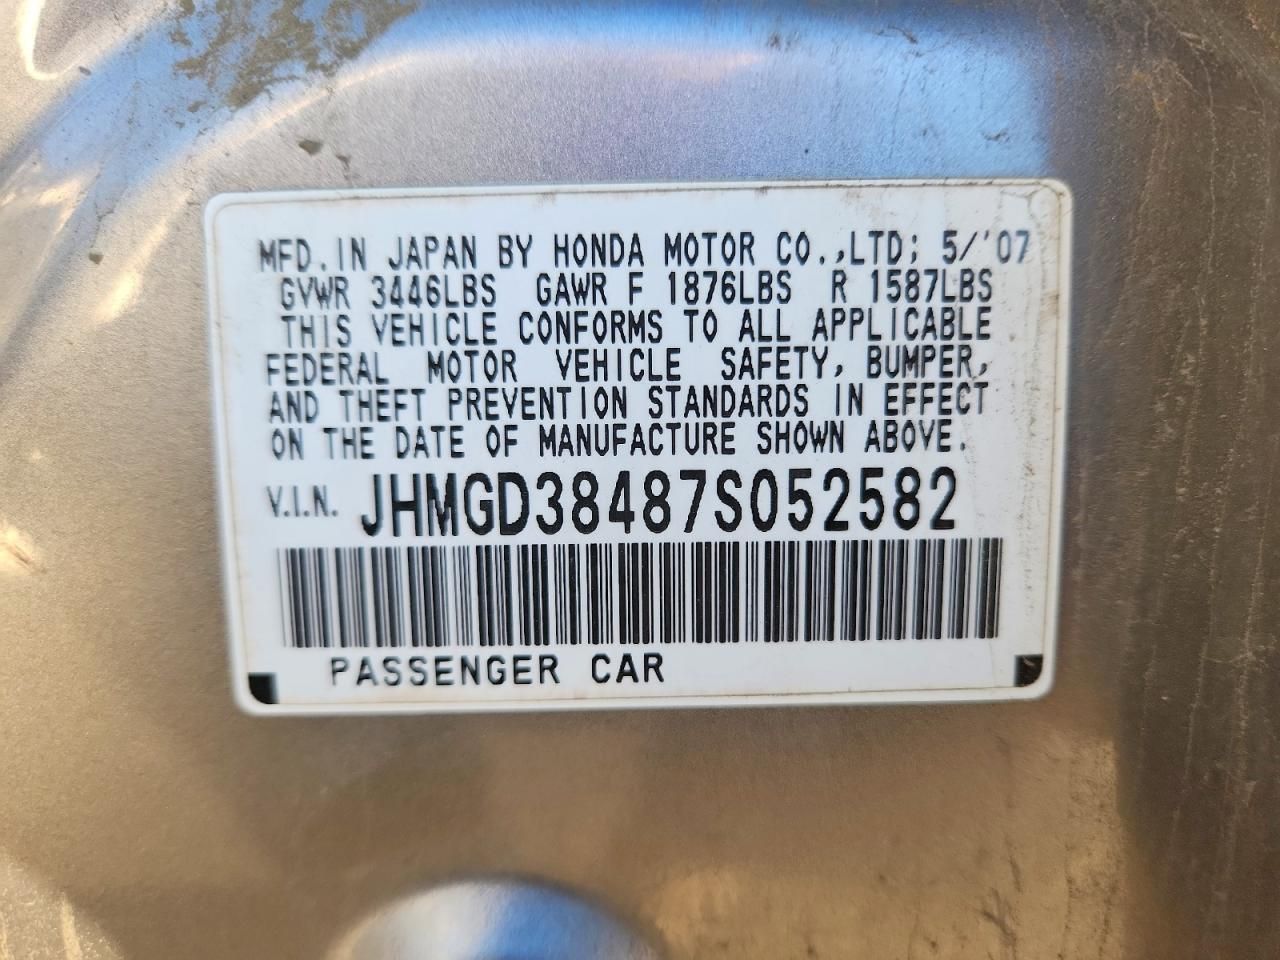 MFD. IN JAPAN BY HONDA MOTOR CO.,LTD; 5/'07
GVWR 3446LBS GAWR F 1876LBS R 1587LBS
THIS VEHICLE CONFORMS TO ALL APPLICABLE
FEDERAL MOTOR VEHICLE SAFETY, BUMPER,
AND THEFT PREVENTION STANDARDS IN EFFECT
ON THE DATE OF MANUFACTURE SHOWN ABOVE.
V.I.N. JHMGD38487S052582
PASSENGER CAR